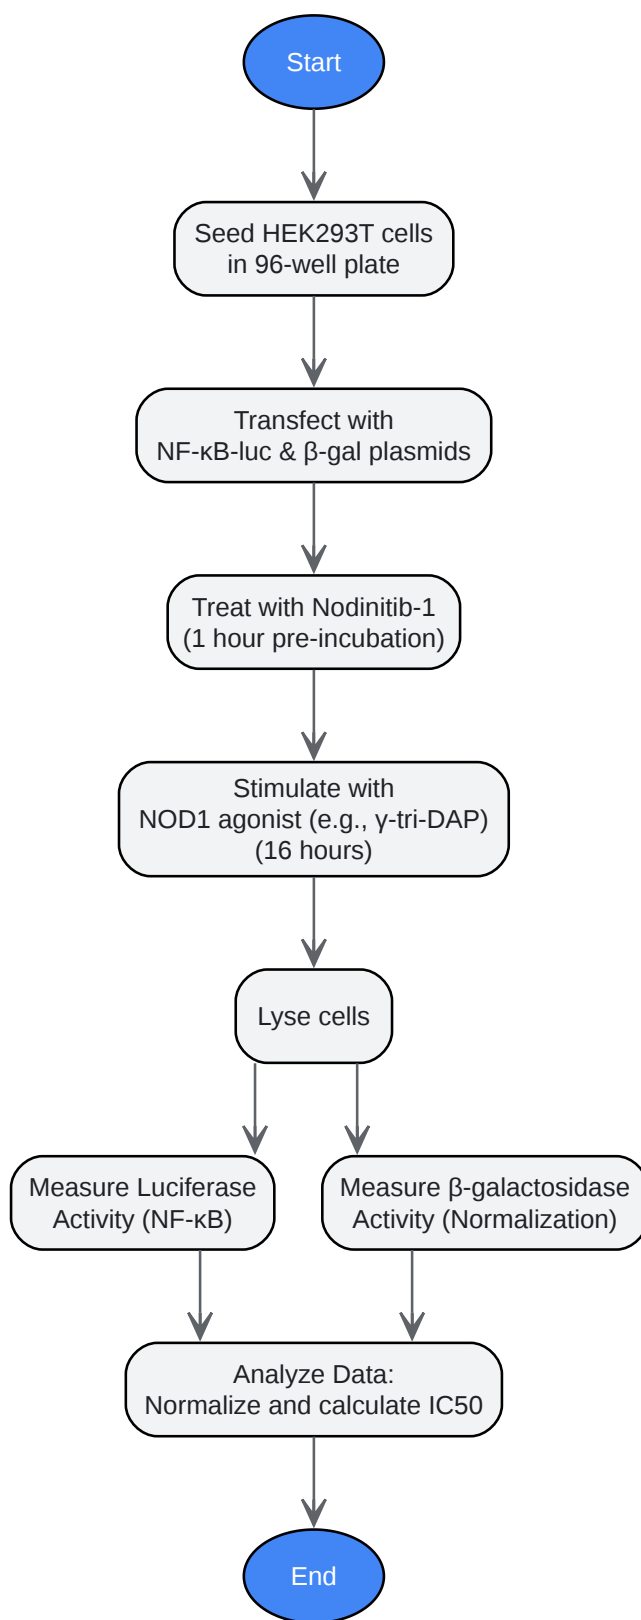 Start
Seed HEK293T cells
in 96-well plate
Transfect with
NF-κB-luc & β-gal plasmids
Treat with Nodinitib-1
(1 hour pre-incubation)
Stimulate with
NOD1 agonist (e.g., γ-tri-DAP)
(16 hours)
Lyse cells
Measure Luciferase
Activity (NF-κB)
Measure β-galactosidase
Activity (Normalization)
Analyze Data:
Normalize and calculate IC50
End